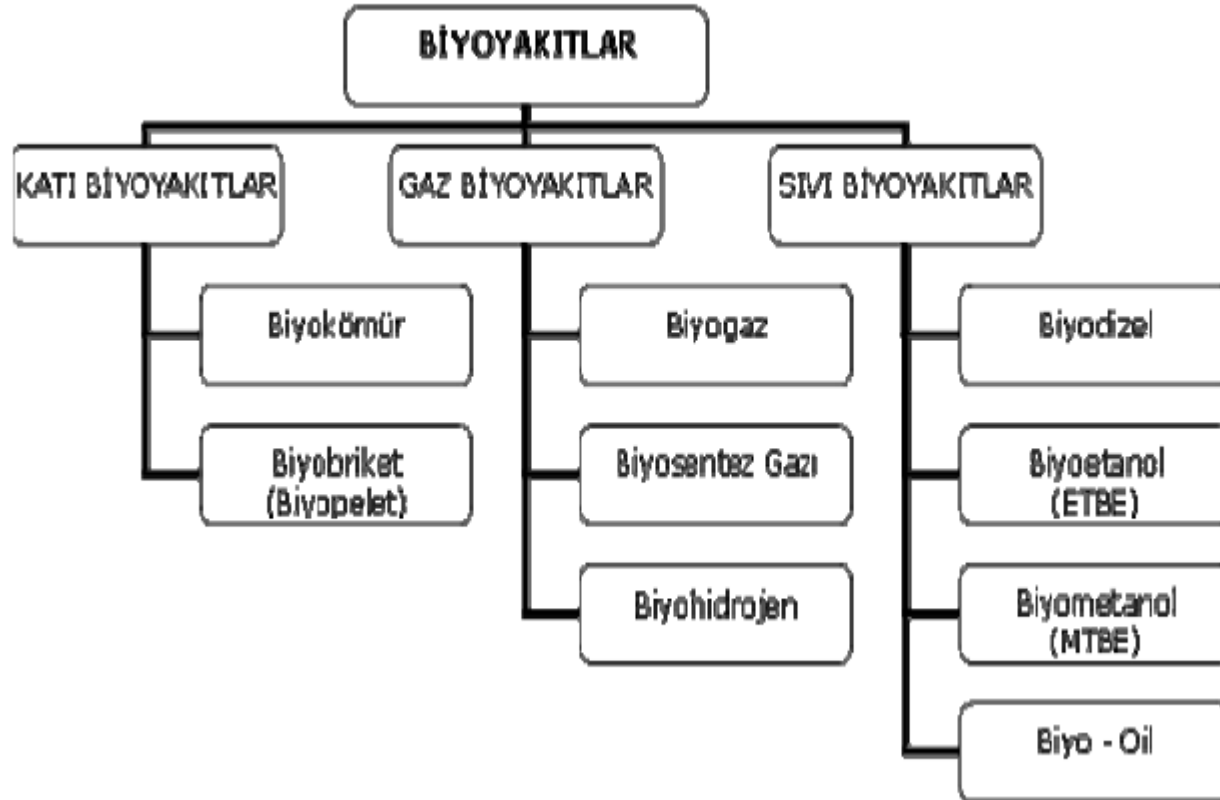 BİYOYAKITLAR
KATI BİYOYAKITLAR
GAZ BİYOYAKITLAR
SIVI BİYOYAKITLAR
Biyokömür
Biyogaz
Biyodizel
Biyobriket
(Biyopelet)
Biyosentez Gazı
Biyoetanol
(ETBE)
Biyohidrojen
Biyometanol
(MTBE)
Biyo - Oil